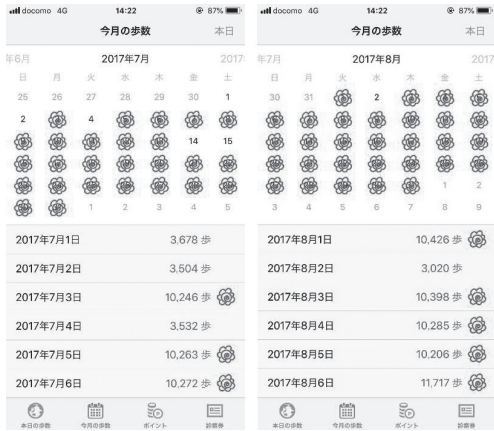 docomo 4G 14:22 87%
今月の歩数 本日
年6月 2017年7月 2017
日 月 火 水 木 金 土
25 26 27 28 29 30 1
2 4
14 15
1 2 3 4 5
2017年7月1日 3,678 歩
2017年7月2日 3,504 歩
2017年7月3日 10,246 歩
2017年7月4日 3,532 歩
2017年7月5日 10,263 歩
2017年7月6日 10,272 歩
本日の歩数 今月の歩数 ポイント 診察券
docomo 4G 14:22 87%
今月の歩数 本日
年7月 2017年8月 2017
日 月 火 水 木 金 土
30 31 2
1 2
3 4 5 6 7 8 9
2017年8月1日 10,426 歩
2017年8月2日 3,020 歩
2017年8月3日 10,398 歩
2017年8月4日 10,285 歩
2017年8月5日 10,206 歩
2017年8月6日 11,717 歩
本日の歩数 今月の歩数 ポイント 診察券